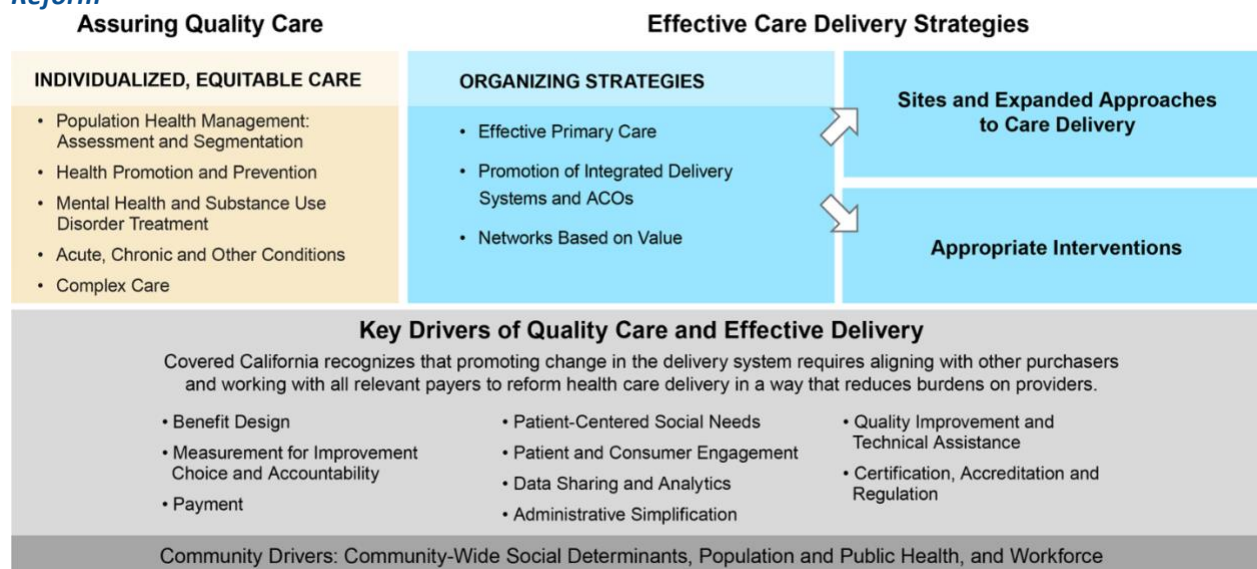 Reform
Assuring Quality Care
Effective Care Delivery Strategies
INDIVIDUALIZED, EQUITABLE CARE
• Population Health Management:
Assessment and Segmentation
• Health Promotion and Prevention
• Mental Health and Substance Use
Disorder Treatment
• Acute, Chronic and Other Conditions
• Complex Care
ORGANIZING STRATEGIES
• Effective Primary Care
• Promotion of Integrated Delivery
Systems and ACOs
• Networks Based on Value
Sites and Expanded Approaches
to Care Delivery
Appropriate Interventions
Key Drivers of Quality Care and Effective Delivery
Covered California recognizes that promoting change in the delivery system requires aligning with other purchasers
and working with all relevant payers to reform health care delivery in a way that reduces burdens on providers.
• Benefit Design
• Measurement for Improvement
Choice and Accountability
• Payment
• Patient-Centered Social Needs
• Patient and Consumer Engagement
• Data Sharing and Analytics
• Administrative Simplification
• Quality Improvement and
Technical Assistance
• Certification, Accreditation and
Regulation
Community Drivers: Community-Wide Social Determinants, Population and Public Health, and Workforce